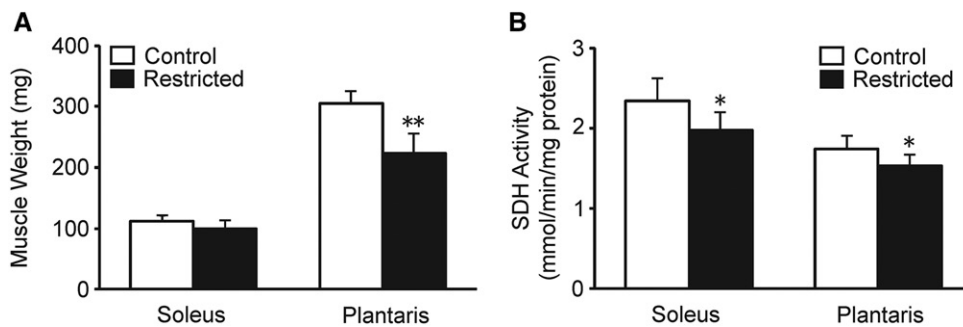 A
Muscle Weight (mg)
400
300
200
100
0
Control
Restricted
**
Soleus
Plantaris
B
SDH Activity
(mmol/min/mg protein)
3
2
1
0
Control
Restricted
*
*
Soleus
Plantaris